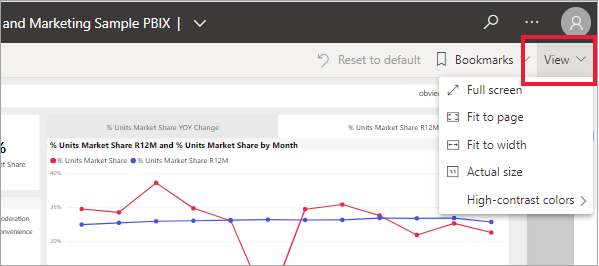 and Marketing Sample PBIX |
Reset to default
Bookmarks
View
Full screen
Fit to page
Fit to width
Actual size
High-contrast colors
obvie
% Units Market Share YOY Change
% Units Market Share R12M
% Units Market Share R12M and % Units Market Share by Month
% Units Market Share
% Units Market Share R12M
40%
35%
30%
%
Market Share
oderation
onvenience